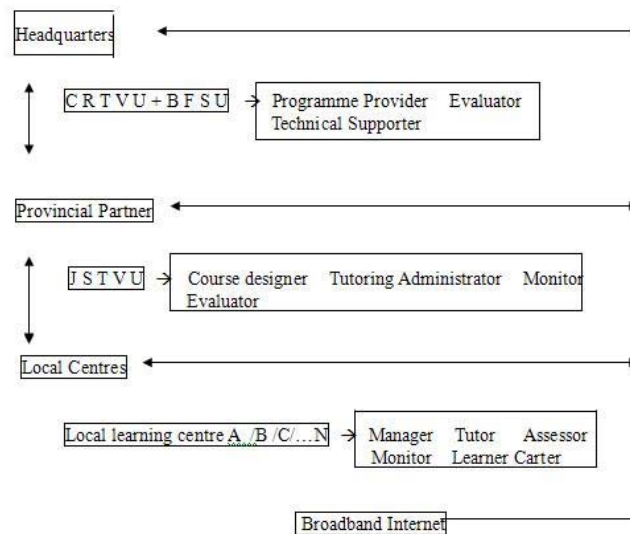 Headquarters
C R T V U + B F S U → Programme Provider Evaluator
Technical Supporter
Provincial Partner
J S T V U → Course designer Tutoring Administrator Monitor
Evaluator
Local Centres
Local learning centre A /B /C/…N → Manager Tutor Assessor
Monitor Learner Carter
Broadband Internet